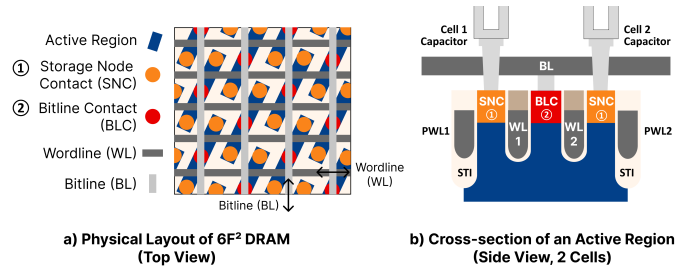 Active Region
① Storage Node
Contact (SNC)
② Bitline Contact
(BLC)
Wordline (WL)
Bitline (BL)
Wordline
(WL)
Bitline (BL)
a) Physical Layout of 6F² DRAM
(Top View)
Cell 1
Capacitor
Cell 2
Capacitor
BL
SNC
①
BLC
②
SNC
①
PWL1
WL
1
WL
2
PWL2
STI
STI
b) Cross-section of an Active Region
(Side View, 2 Cells)